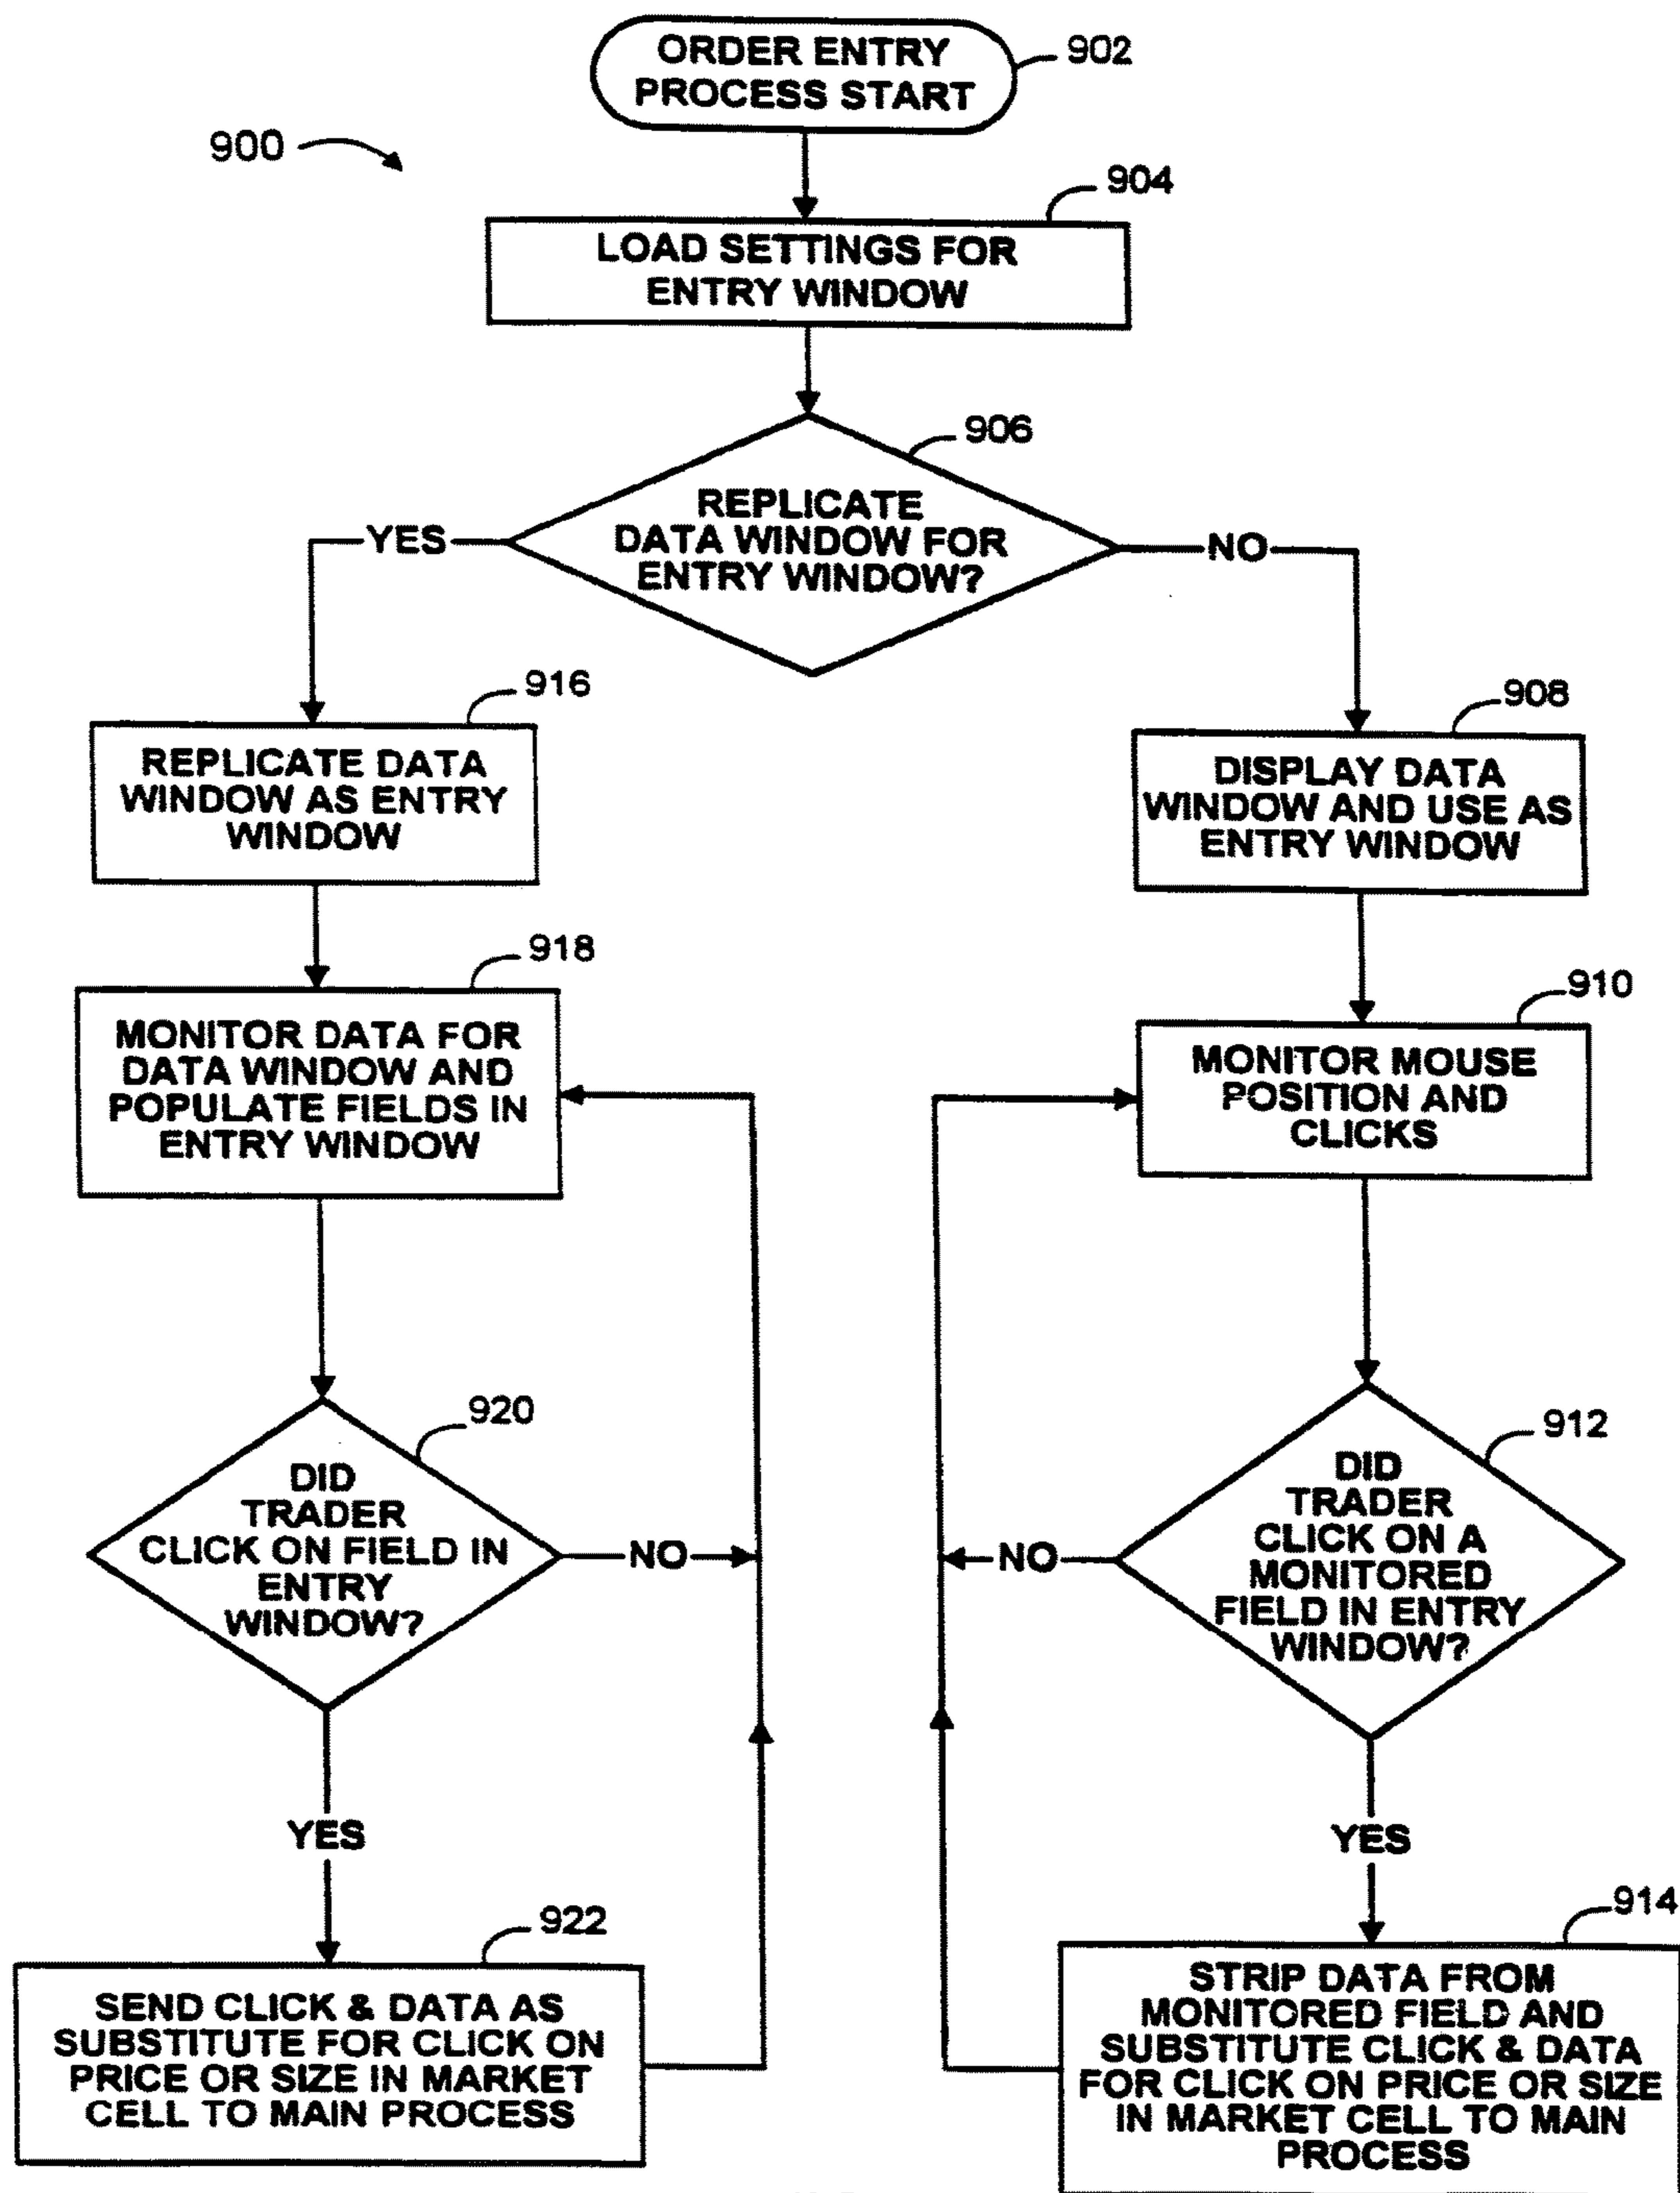 ORDER ENTRY
PROCESS START
902
900
904
LOAD SETTINGS FOR
ENTRY WINDOW
906
REPLICATE
DATA WINDOW FOR
ENTRY WINDOW?
YES
NO
916
REPLICATE DATA
WINDOW AS ENTRY
WINDOW
908
DISPLAY DATA
WINDOW AND USE AS
ENTRY WINDOW
918
MONITOR DATA FOR
DATA WINDOW AND
POPULATE FIELDS IN
ENTRY WINDOW
910
MONITOR MOUSE
POSITION AND
CLICKS
920
DID
TRADER
CLICK ON FIELD IN
ENTRY
WINDOW?
NO
YES
912
DID
TRADER
CLICK ON A
MONITORED
FIELD IN ENTRY
WINDOW?
NO
YES
922
SEND CLICK & DATA AS
SUBSTITUTE FOR CLICK ON
PRICE OR SIZE IN MARKET
CELL TO MAIN PROCESS
914
STRIP DATA FROM
MONITORED FIELD AND
SUBSTITUTE CLICK & DATA
FOR CLICK ON PRICE OR SIZE
IN MARKET CELL TO MAIN
PROCESS